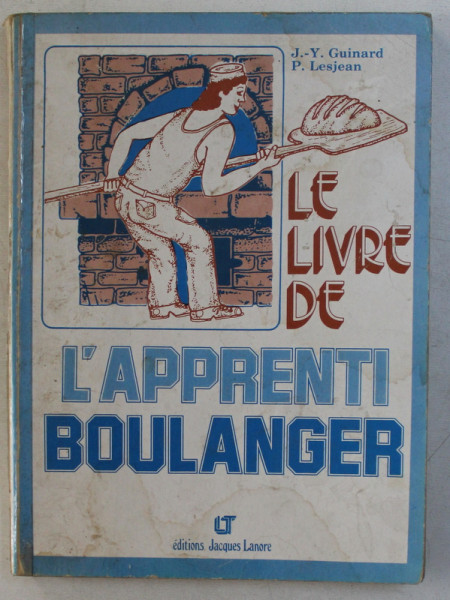 J.-Y. Guinard
P. Lesjean
LE
LIVRE
DE
L'APPRENTI
BOULANGER
LT
éditions Jacques Lanore